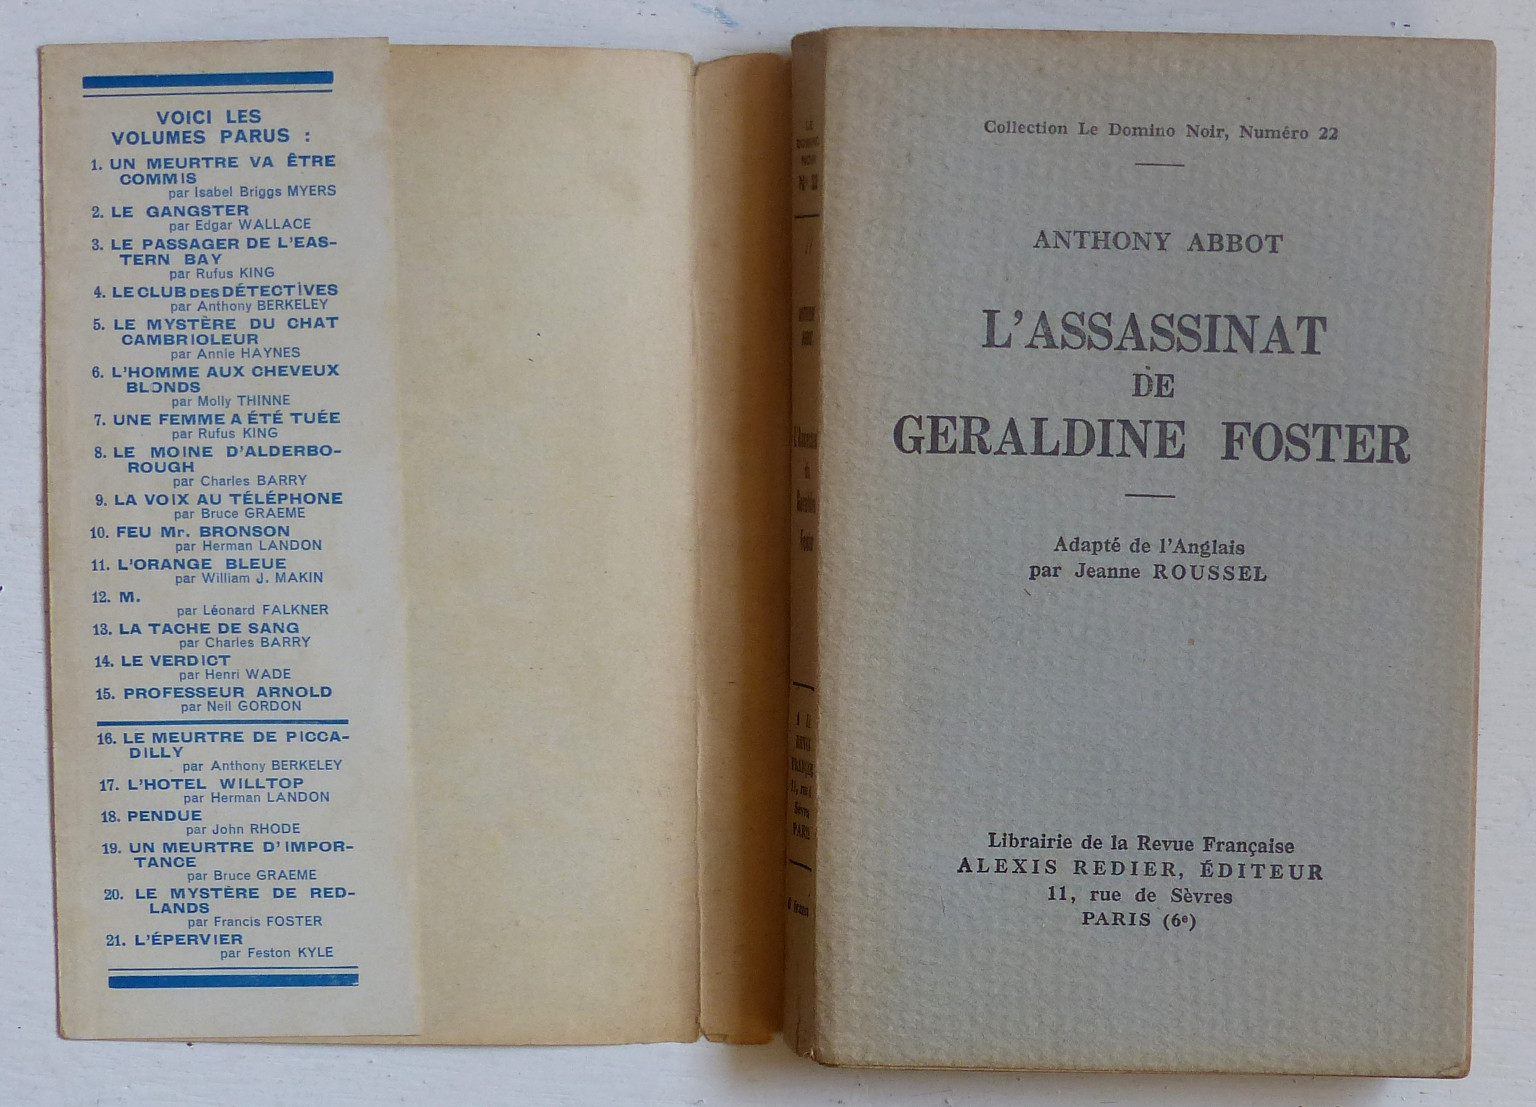 VOICI LES
VOLUMES PARUS :
1. UN MEURTRE VA ÊTRE
COMMIS
par Isabel Briggs MYERS
2. LE GANGSTER
par Edgar WALLACE
3. LE PASSAGER DE L'EAS-
TERN BAY
par Rufus KING
4. LE CLUB DES DÉTECTIVES
par Anthony BERKELEY
5. LE MYSTÈRE DU CHAT
CAMBRIOLEUR
par Annie HAYNES
6. L'HOMME AUX CHEVEUX
BLONDS
par Molly THINNE
7. UNE FEMME A ÉTÉ TUÉE
par Rufus KING
8. LE MOINE D'ALDERBO-
ROUGH
par Charles BARRY
9. LA VOIX AU TÉLÉPHONE
par Bruce GRAEME
10. FEU Mr. BRONSON
par Herman LANDON
11. L'ORANGE BLEUE
par William J. MAKIN
12. M.
par Léonard FALKNER
13. LA TACHE DE SANG
par Charles BARRY
14. LE VERDICT
par Henri WADE
15. PROFESSEUR ARNOLD
par Neil GORDON
16. LE MEURTRE DE PICCA-
DILLY
par Anthony BERKELEY
17. L'HOTEL WILLTOP
par Herman LANDON
18. PENDUE
par John RHODE
19. UN MEURTRE D'IMPOR-
TANCE
par Bruce GRAEME
20. LE MYSTÈRE DE RED-
LANDS
par Francis FOSTER
21. L'ÉPERVIER
par Feston KYLE
Collection Le Domino Noir, Numéro 22
ANTHONY ABBOT
L'ASSASSINAT
DE
GERALDINE FOSTER
Adapté de l'Anglais
par Jeanne ROUSSEL
Librairie de la Revue Française
ALEXIS REDIER, ÉDITEUR
11, rue de Sèvres
PARIS (6e)